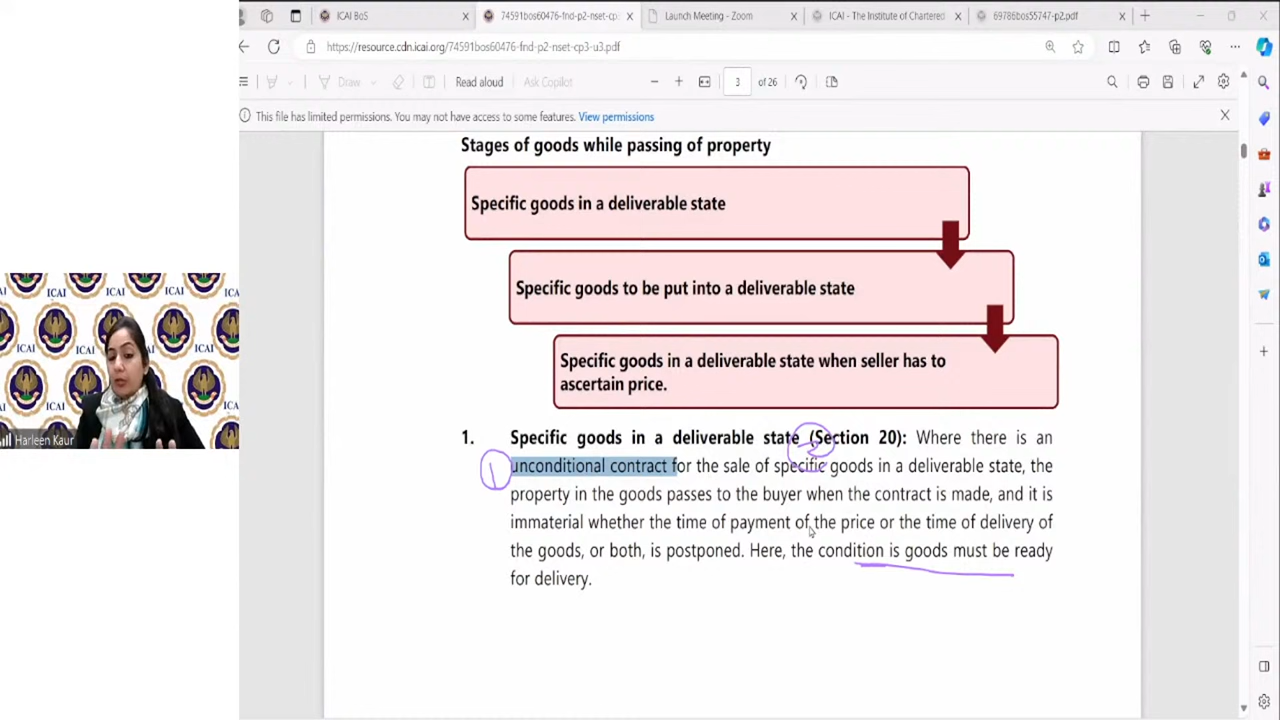 ICAI BoS
74591bos60476-fnd-p2-nset-cp
Launch Meeting - Zoom
ICAI - The Institute of Chartered
69786bos55747-p2.pdf
https://resource.cdn.icai.org/74591bos60476-fnd-p2-nset-cp3-u3.pdf
Draw
Read aloud
Ask Copilot
3
of 26
This file has limited permissions. You may not have access to some features. View permissions
Stages of goods while passing of property
Specific goods in a deliverable state
Specific goods to be put into a deliverable state
Specific goods in a deliverable state when seller has to
ascertain price.
1. Specific goods in a deliverable state (Section 20): Where there is an
unconditional contract for the sale of specific goods in a deliverable state, the
property in the goods passes to the buyer when the contract is made, and it is
immaterial whether the time of payment of the price or the time of delivery of
the goods, or both, is postponed. Here, the condition is goods must be ready
for delivery.
1
2
ICAI
ICAI
ICAI
ICAI
ICAI
Harleen Kaur